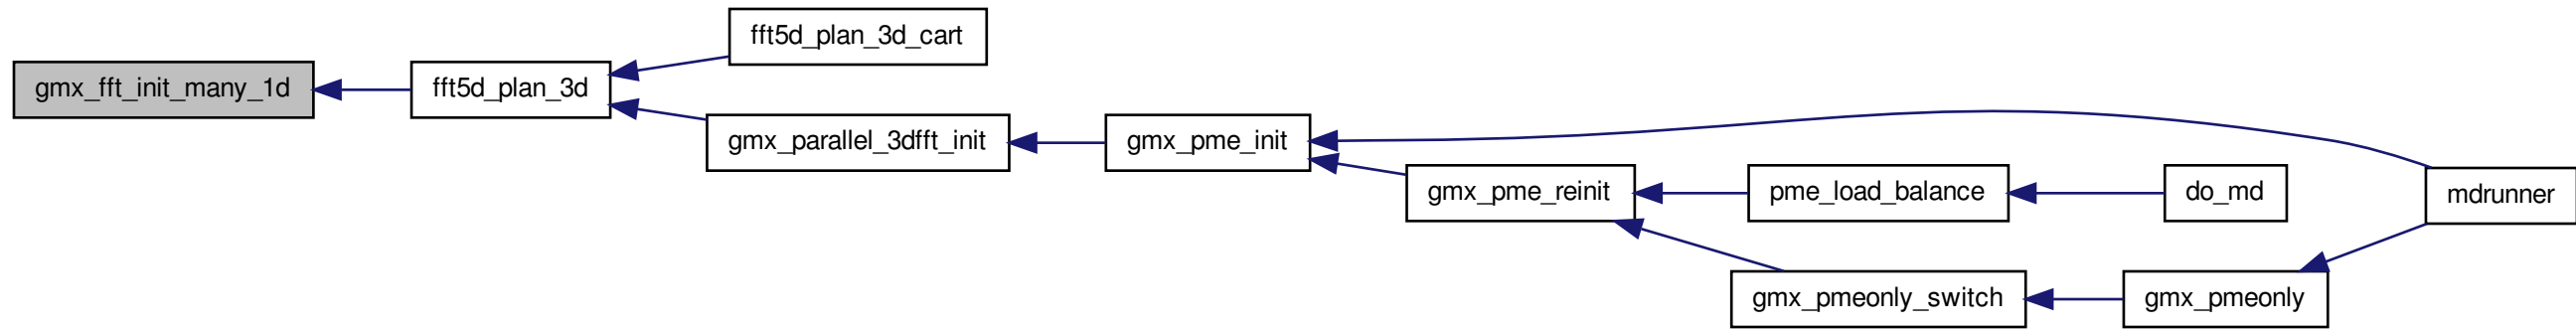 fft5d_plan_3d_cart
gmx_fft_init_many_1d
fft5d_plan_3d
gmx_parallel_3dfft_init
gmx_pme_init
gmx_pme_reinit
pme_load_balance
do_md
mdrunner
gmx_pmeonly_switch
gmx_pmeonly